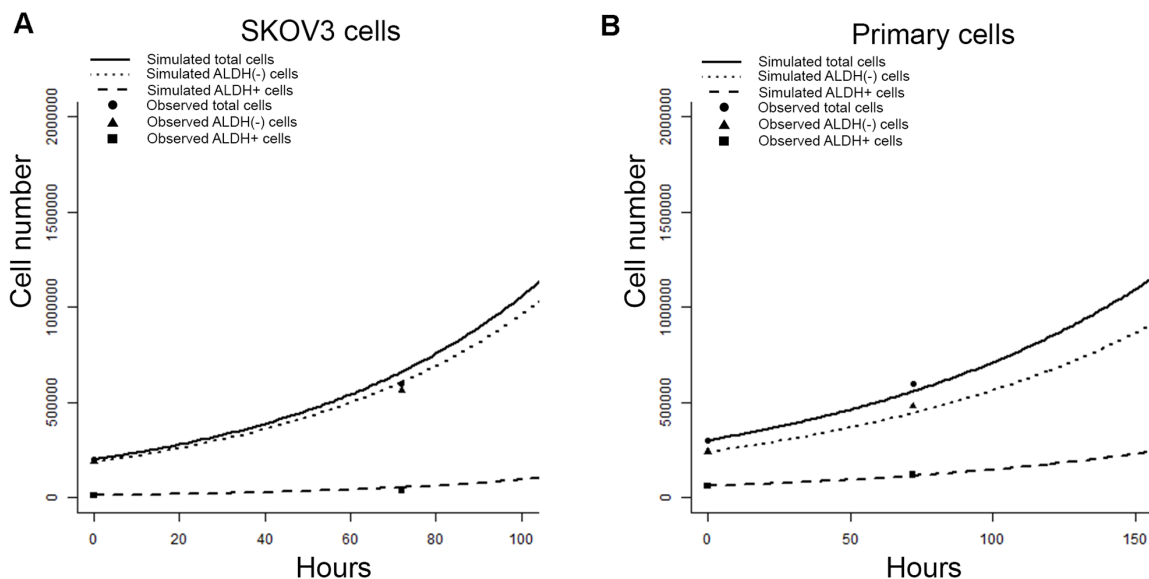 A
SKOV3 cells
Simulated total cells
Simulated ALDH(-) cells
Simulated ALDH+ cells
Observed total cells
Observed ALDH(-) cells
Observed ALDH+ cells
Cell number
2000000
1500000
1000000
500000
0
0 20 40 60 80 100
Hours
B
Primary cells
Simulated total cells
Simulated ALDH(-) cells
Simulated ALDH+ cells
Observed total cells
Observed ALDH(-) cells
Observed ALDH+ cells
Cell number
2000000
1500000
1000000
500000
0
0 50 100 150
Hours